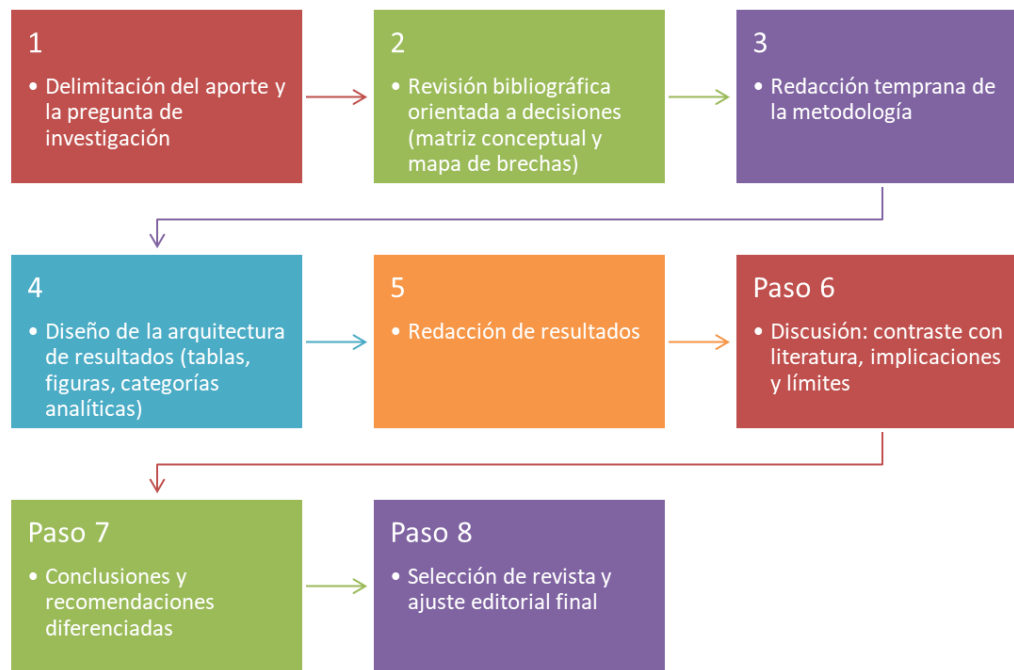 1
• Delimitación del aporte y
la pregunta de
investigación
2
• Revisión bibliográfica
orientada a decisiones
(matriz conceptual y
mapa de brechas)
3
• Redacción temprana de
la metodología
4
• Diseño de la arquitectura
de resultados (tablas,
figuras, categorías
analíticas)
5
• Redacción de resultados
Paso 6
• Discusión: contraste con
literatura, implicaciones
y límites
Paso 7
• Conclusiones y
recomendaciones
diferenciadas
Paso 8
• Selección de revista y
ajuste editorial final